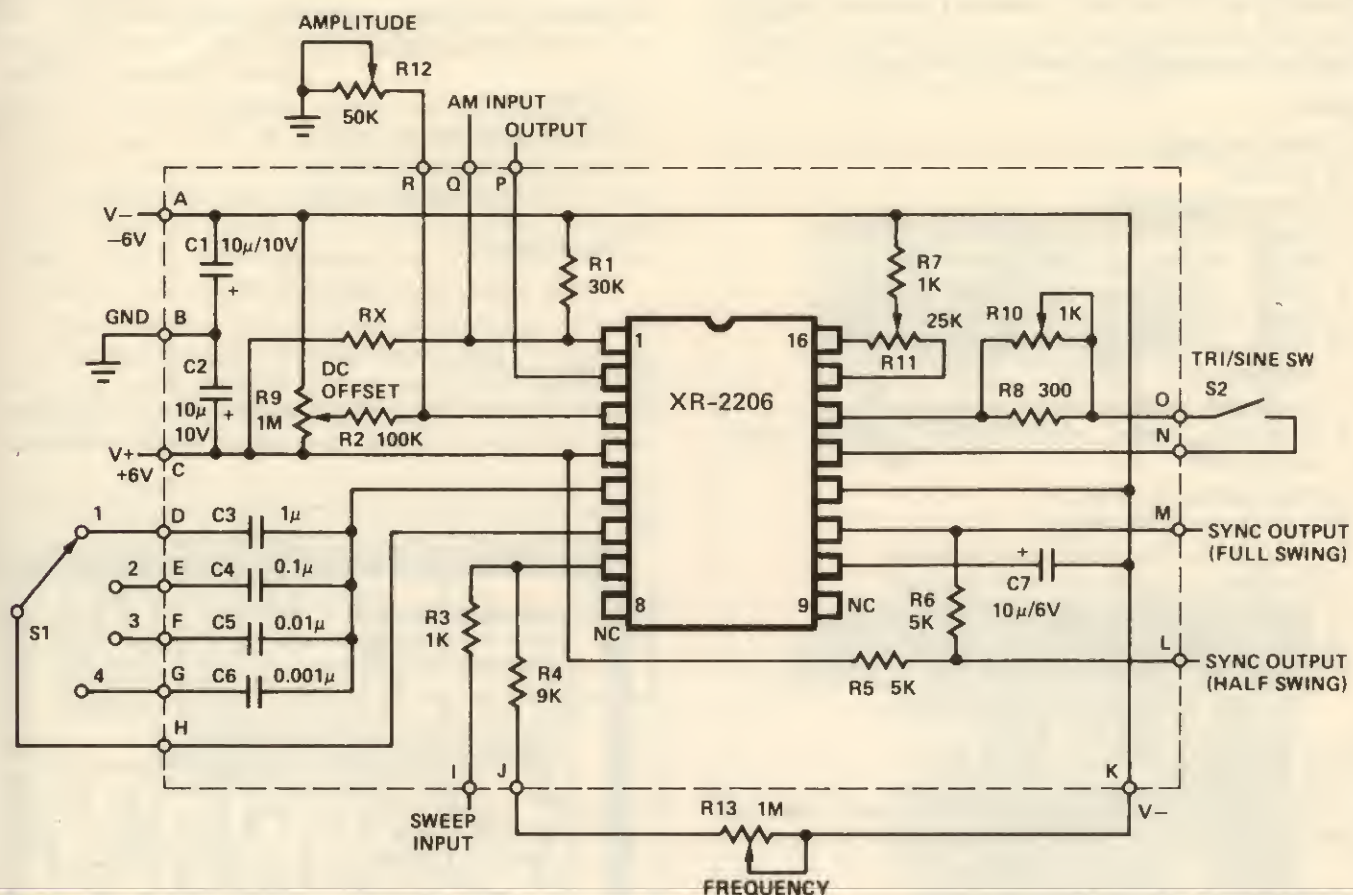 AMPLITUDE
R12
50K
AM INPUT
OUTPUT
R
Q
P
A
V−
−6V
C1 10μ/10V
+
R1
30K
R7
1K
R10
1K
GND
B
RX
1
16
25K
R11
TRI/SINE SW
S2
C2
10μ
10V
+
DC
OFFSET
R9
1M
R2 100K
XR-2206
R8 300
O
N
V+
+6V
C
1
D
C3
1μ
M
SYNC OUTPUT
(FULL SWING)
2
E
C4
0.1μ
+
C7
10μ/6V
S1
3
F
C5
0.01μ
R3
1K
8
NC
9
NC
R6
5K
4
G
C6
0.001μ
R4
9K
R5
5K
L
SYNC OUTPUT
(HALF SWING)
H
I
J
K
SWEEP
INPUT
R13 1M
V−
FREQUENCY